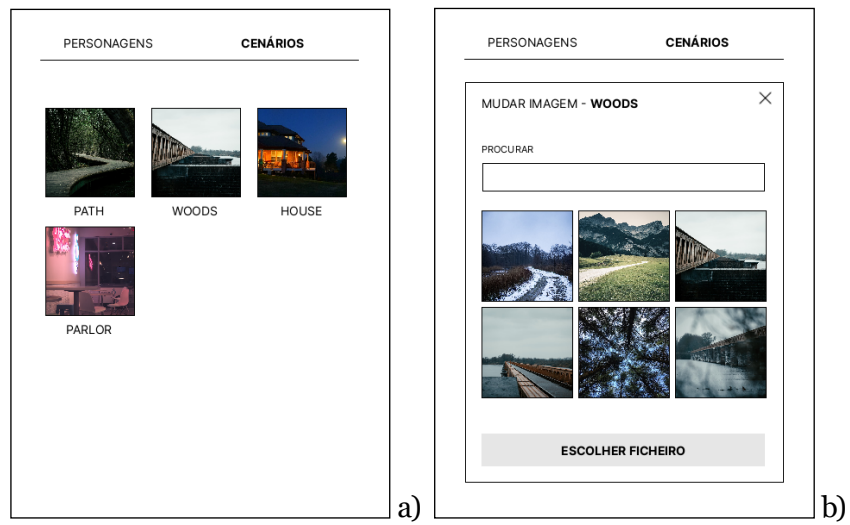 PERSONAGENS CENÁRIOS
PATH WOODS HOUSE
PARLOR
a)
PERSONAGENS CENÁRIOS
MUDAR IMAGEM - WOODS
PROCURAR
ESCOLHER FICHEIRO
b)